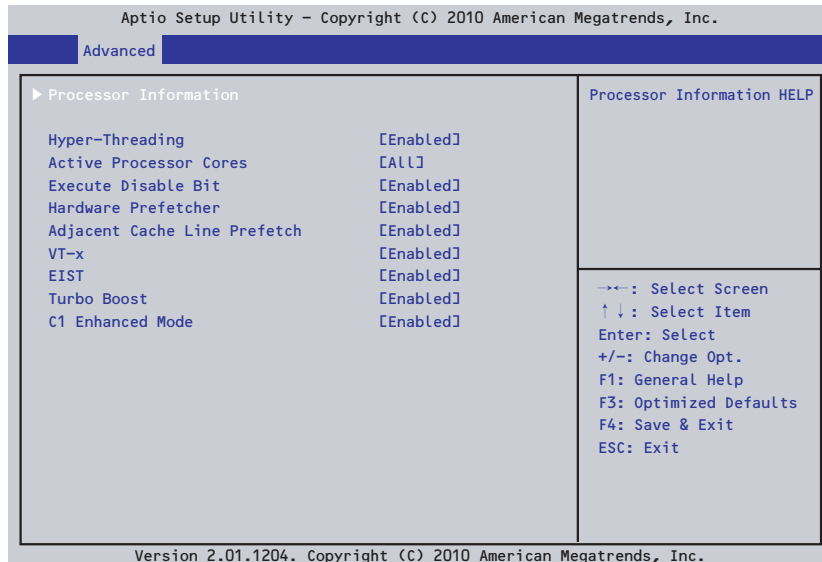 Aptio Setup Utility – Copyright (C) 2010 American Megatrends, Inc.
Advanced
▶ Processor Information
Hyper-Threading [Enabled]
Active Processor Cores [All]
Execute Disable Bit [Enabled]
Hardware Prefetcher [Enabled]
Adjacent Cache Line Prefetch [Enabled]
VT-x [Enabled]
EIST [Enabled]
Turbo Boost [Enabled]
C1 Enhanced Mode [Enabled]
Processor Information HELP
→←: Select Screen
↑↓: Select Item
Enter: Select
+/-: Change Opt.
F1: General Help
F3: Optimized Defaults
F4: Save & Exit
ESC: Exit
Version 2.01.1204. Copyright (C) 2010 American Megatrends, Inc.